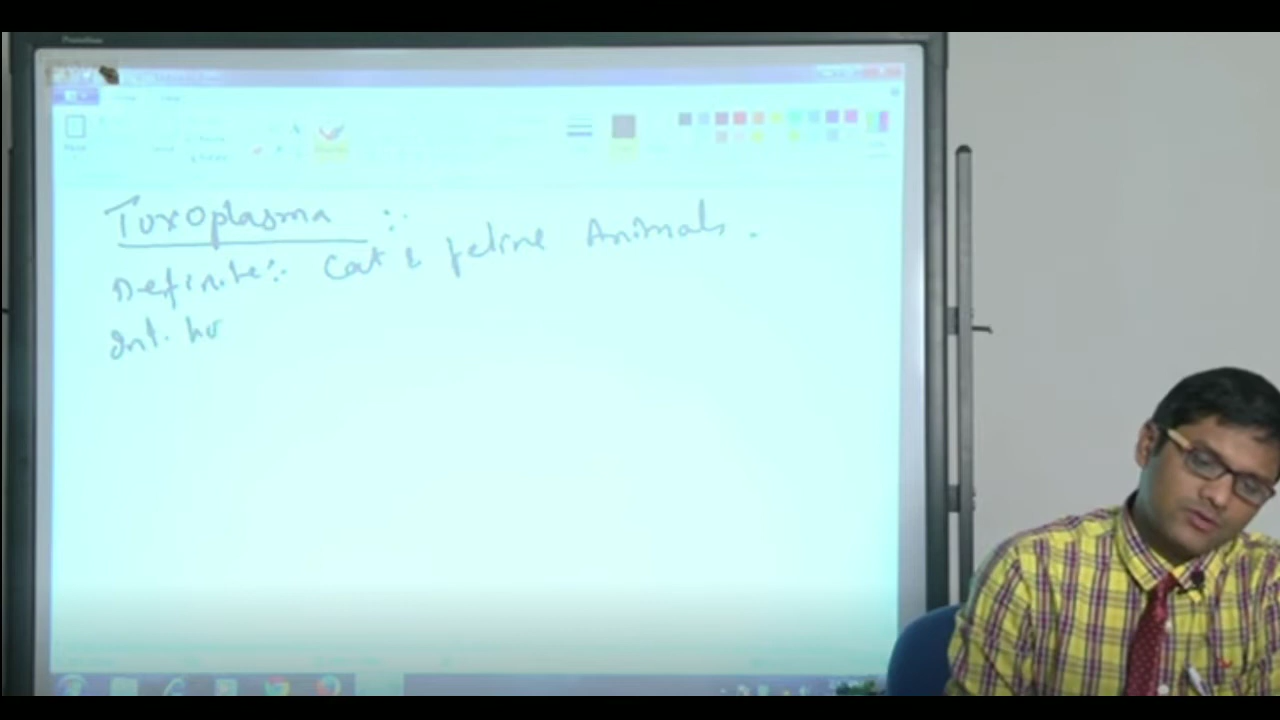 Toxoplasma :-
Definite :- Cat & feline Animals .
Int. ho